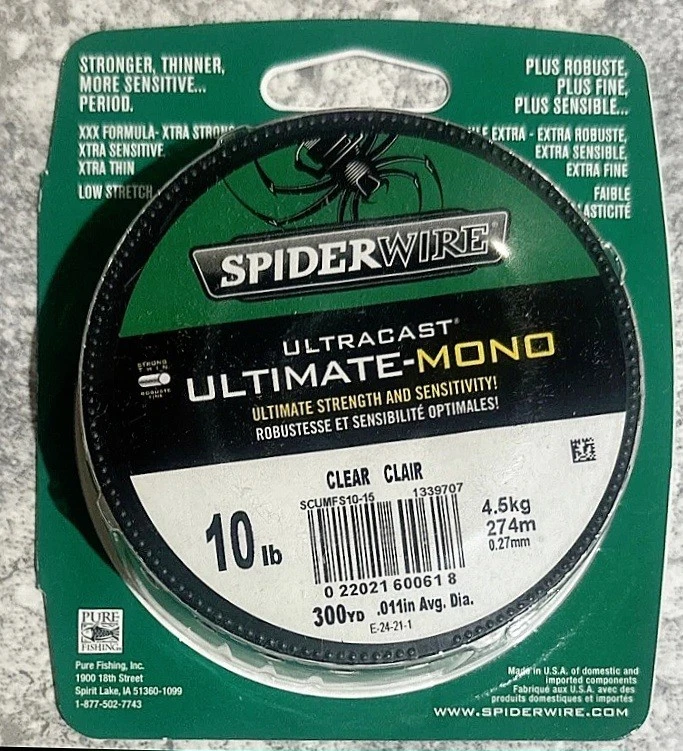 STRONGER, THINNER,
MORE SENSITIVE...
PERIOD.
XXX FORMULA- XTRA STRONG
XTRA SENSITIVE
XTRA THIN
LOW STRETCH
PLUS ROBUSTE,
PLUS FINE,
PLUS SENSIBLE...
EXTRA - EXTRA ROBUSTE,
EXTRA SENSIBLE,
EXTRA FINE
FAIBLE
SPIDERWIRE®
ULTRACAST®
ULTIMATE-MONO
STRONG
THIN
ROBUSTE
FINE
ULTIMATE STRENGTH AND SENSITIVITY!
ROBUSTESSE ET SENSIBILITÉ OPTIMALES!
CLEAR CLAIR
SCUMFS10-15 1339707
10 lb
4.5kg
274m
0.27mm
0 22021 60061 8
300YD .011in Avg. Dia.
E-24-21-1
PURE
FISHING
Pure Fishing, Inc.
1900 18th Street
Spirit Lake, IA 51360-1099
1-877-502-7743
Made in U.S.A. of domestic and
imported components
Fabriqué aux U.S.A. avec des
produits domestiques et importés
WWW.SPIDERWIRE.COM